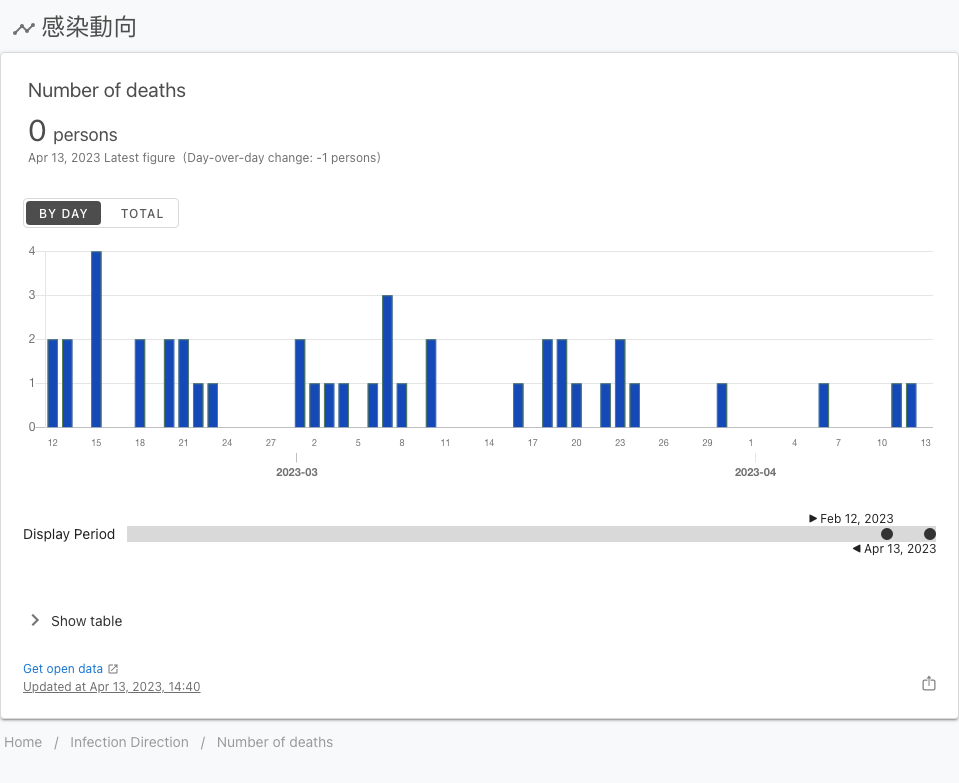 感染動向
Number of deaths
0 persons
Apr 13, 2023 Latest figure (Day-over-day change: -1 persons)
BY DAY TOTAL
4
3
2
1
0
12 15 18 21 24 27 2 5 8 11 14 17 20 23 26 29 1 4 7 10 13
2023-03 2023-04
Feb 12, 2023
Display Period
Apr 13, 2023
Show table
Get open data
Updated at Apr 13, 2023, 14:40
Home / Infection Direction / Number of deaths